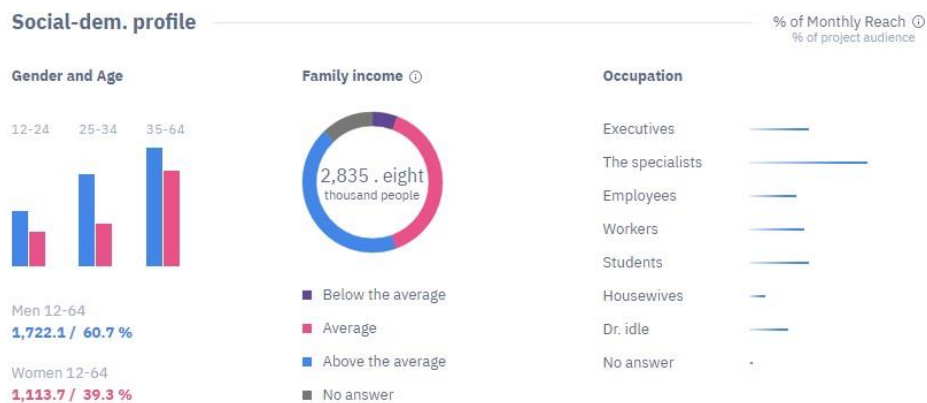 Social-dem. profile
% of Monthly Reach
% of project audience
Gender and Age
12-24 25-34 35-64
Men 12-64
1,722.1 / 60.7 %
Women 12-64
1,113.7 / 39.3 %
Family income
2,835 . eight
thousand people
Below the average
Average
Above the average
No answer
Occupation
Executives
The specialists
Employees
Workers
Students
Housewives
Dr. idle
No answer